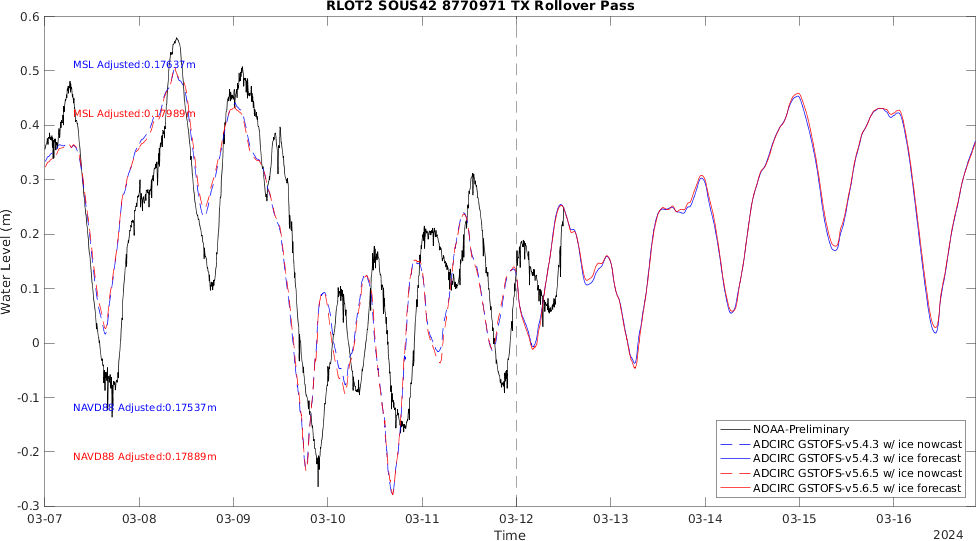 RLOT2 SOUS42 8770971 TX Rollover Pass
0.6
0.5
0.4
0.3
0.2
0.1
0
-0.1
-0.2
-0.3
Water Level (m)
MSL Adjusted:0.17637m
MSL Adjusted:0.17989m
NAVD88 Adjusted:0.17537m
NAVD88 Adjusted:0.17889m
NOAA-Preliminary
ADCIRC GSTOFS-v5.4.3 w/ ice nowcast
ADCIRC GSTOFS-v5.4.3 w/ ice forecast
ADCIRC GSTOFS-v5.6.5 w/ ice nowcast
ADCIRC GSTOFS-v5.6.5 w/ ice forecast
03-07 03-08 03-09 03-10 03-11 03-12 03-13 03-14 03-15 03-16
Time
2024